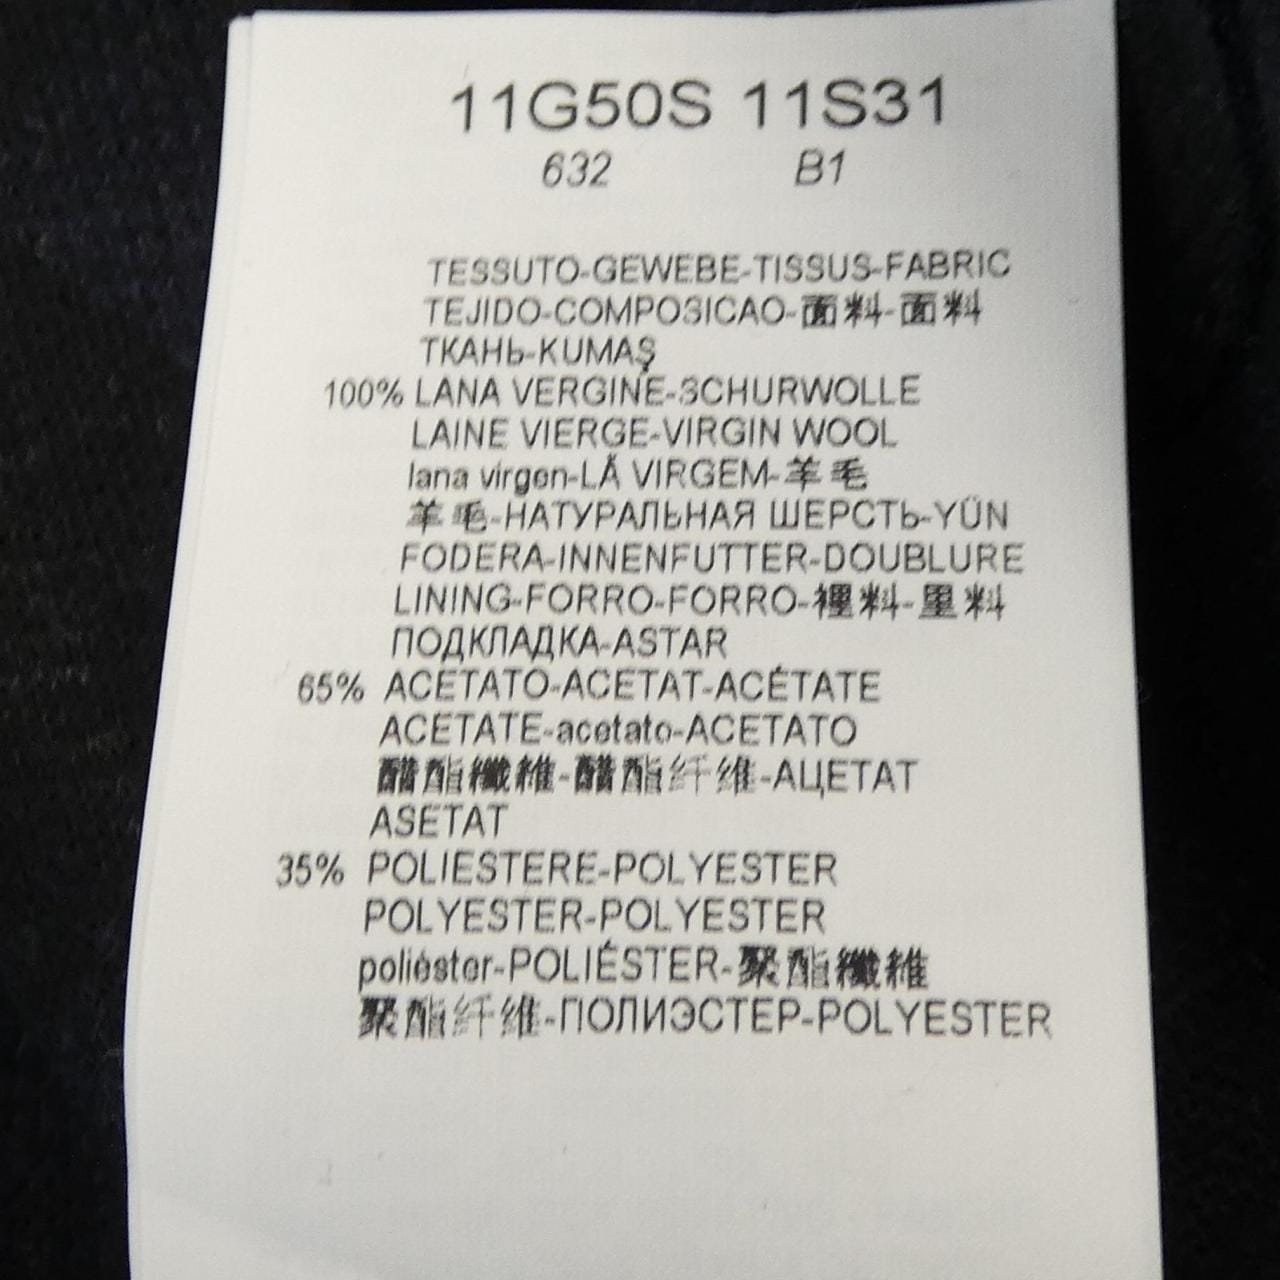 11G50S 11S31
632 B1
TESSUTO-GEWEBE-TISSUS-FABRIC
TEJIDO-COMPOSICAO-面料-面料
ТКАНЬ-KUMAŞ
100% LANA VERGINE-SCHURWOLLE
LAINE VIERGE-VIRGIN WOOL
lana virgen-LÃ VIRGEM-羊毛
羊毛-НАТУРАЛЬНАЯ ШЕРСТЬ-YÜN
FODERA-INNENFUTTER-DOUBLURE
LINING-FORRO-FORRO-裡料-里料
ПОДКЛАДКА-ASTAR
65% ACETATO-ACETAT-ACÉTATE
ACETATE-acetato-ACETATO
醋酯纖維-醋酯纤维-АЦЕТАТ
ASETAT
35% POLIESTERE-POLYESTER
POLYESTER-POLYESTER
poliéster-POLIÉSTER-聚酯纖維
聚酯纤维-ПОЛИЭСТЕР-POLYESTER